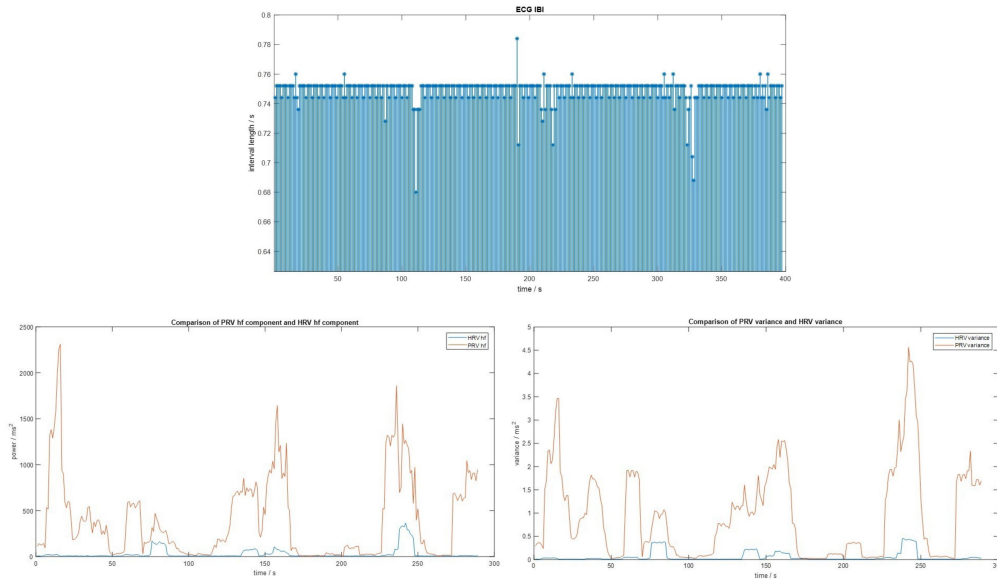 ECG IBI
interval length / s
0.8
0.78
0.76
0.74
0.72
0.7
0.68
0.66
0.64
50 100 150 200 250 300 350 400
time / s
Comparison of PRV hf component and HRV hf component
HRV hf
PRV hf
power / ms²
2500
2000
1500
1000
500
0
0 50 100 150 200 250 300
time / s
Comparison of PRV variance and HRV variance
HRV variance
PRV variance
variance / ms²
5
4.5
4
3.5
3
2.5
2
1.5
1
0.5
0
0 50 100 150 200 250 300
time / s